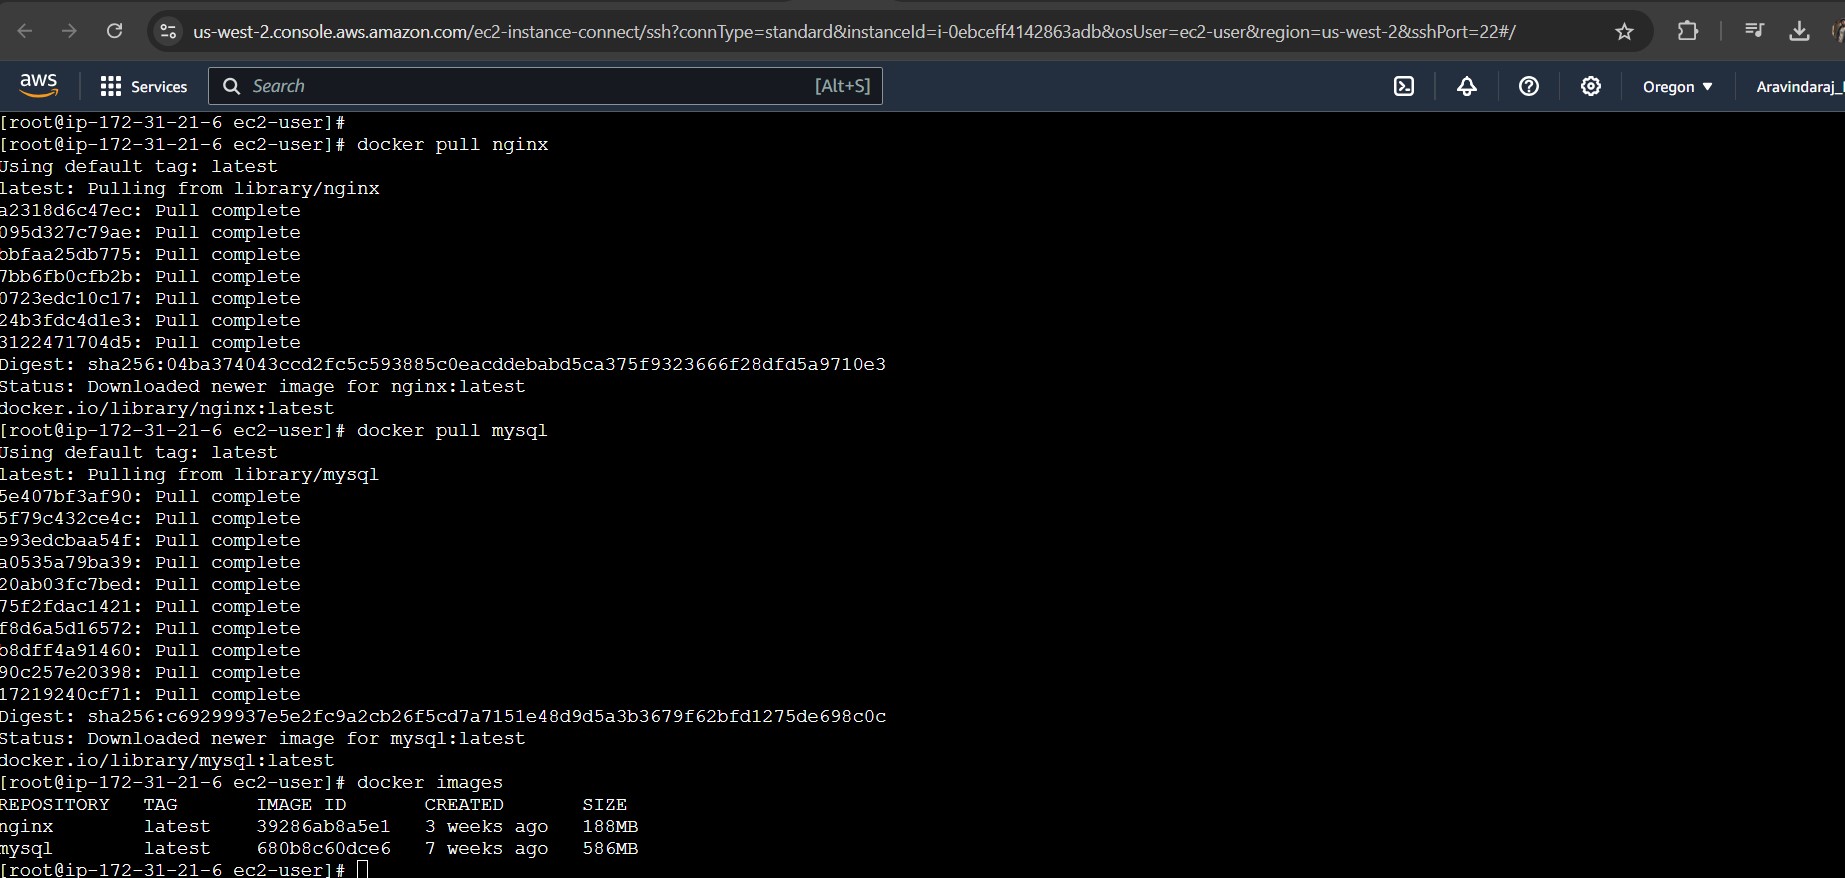 us-west-2.console.aws.amazon.com/ec2-instance-connect/ssh?connType=standard&instanceId=i-0ebceff4142863adb&osUser=ec2-user&region=us-west-2&sshPort=22#/
aws Services Search [Alt+S] Oregon Aravindaraj_
[root@ip-172-31-21-6 ec2-user]#
[root@ip-172-31-21-6 ec2-user]# docker pull nginx
Using default tag: latest
latest: Pulling from library/nginx
a2318d6c47ec: Pull complete
095d327c79ae: Pull complete
bbfaa25db775: Pull complete
7bb6fb0cfb2b: Pull complete
0723edc10c17: Pull complete
24b3fdc4d1e3: Pull complete
3122471704d5: Pull complete
Digest: sha256:04ba374043ccd2fc5c593885c0eacddebabd5ca375f9323666f28dfd5a9710e3
Status: Downloaded newer image for nginx:latest
docker.io/library/nginx:latest
[root@ip-172-31-21-6 ec2-user]# docker pull mysql
Using default tag: latest
latest: Pulling from library/mysql
5e407bf3af90: Pull complete
5f79c432ce4c: Pull complete
e93edcbaa54f: Pull complete
a0535a79ba39: Pull complete
20ab03fc7bed: Pull complete
75f2fdac1421: Pull complete
f8d6a5d16572: Pull complete
b8dff4a91460: Pull complete
90c257e20398: Pull complete
17219240cf71: Pull complete
Digest: sha256:c69299937e5e2fc9a2cb26f5cd7a7151e48d9d5a3b3679f62bfd1275de698c0c
Status: Downloaded newer image for mysql:latest
docker.io/library/mysql:latest
[root@ip-172-31-21-6 ec2-user]# docker images
REPOSITORY   TAG       IMAGE ID       CREATED       SIZE
nginx        latest    39286ab8a5e1   3 weeks ago   188MB
mysql        latest    680b8c60dce6   7 weeks ago   586MB
[root@ip-172-31-21-6 ec2-user]#